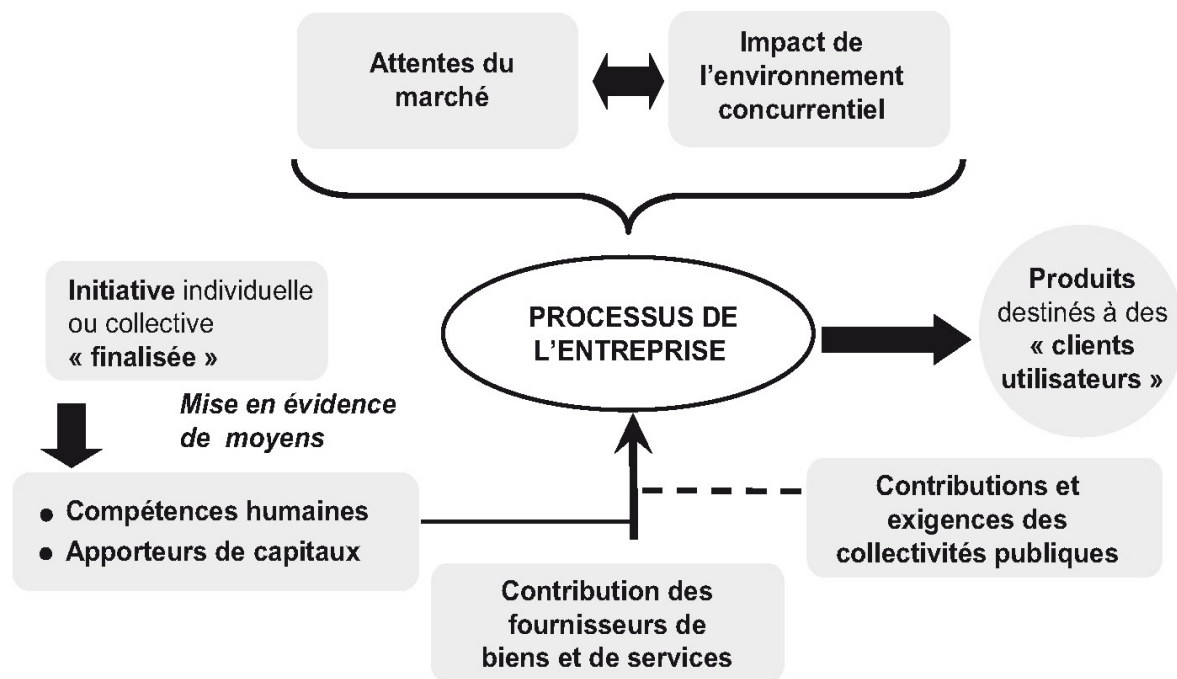 Attentes du
marché
Impact de
l’environnement
concurrentiel
Initiative individuelle
ou collective
« finalisée »
PROCESSUS DE
L’ENTREPRISE
Produits
destinés à des
« clients
utilisateurs »
Mise en évidence
de moyens
• Compétences humaines
• Apporteurs de capitaux
Contributions et
exigences des
collectivités publiques
Contribution des
fournisseurs de
biens et de services